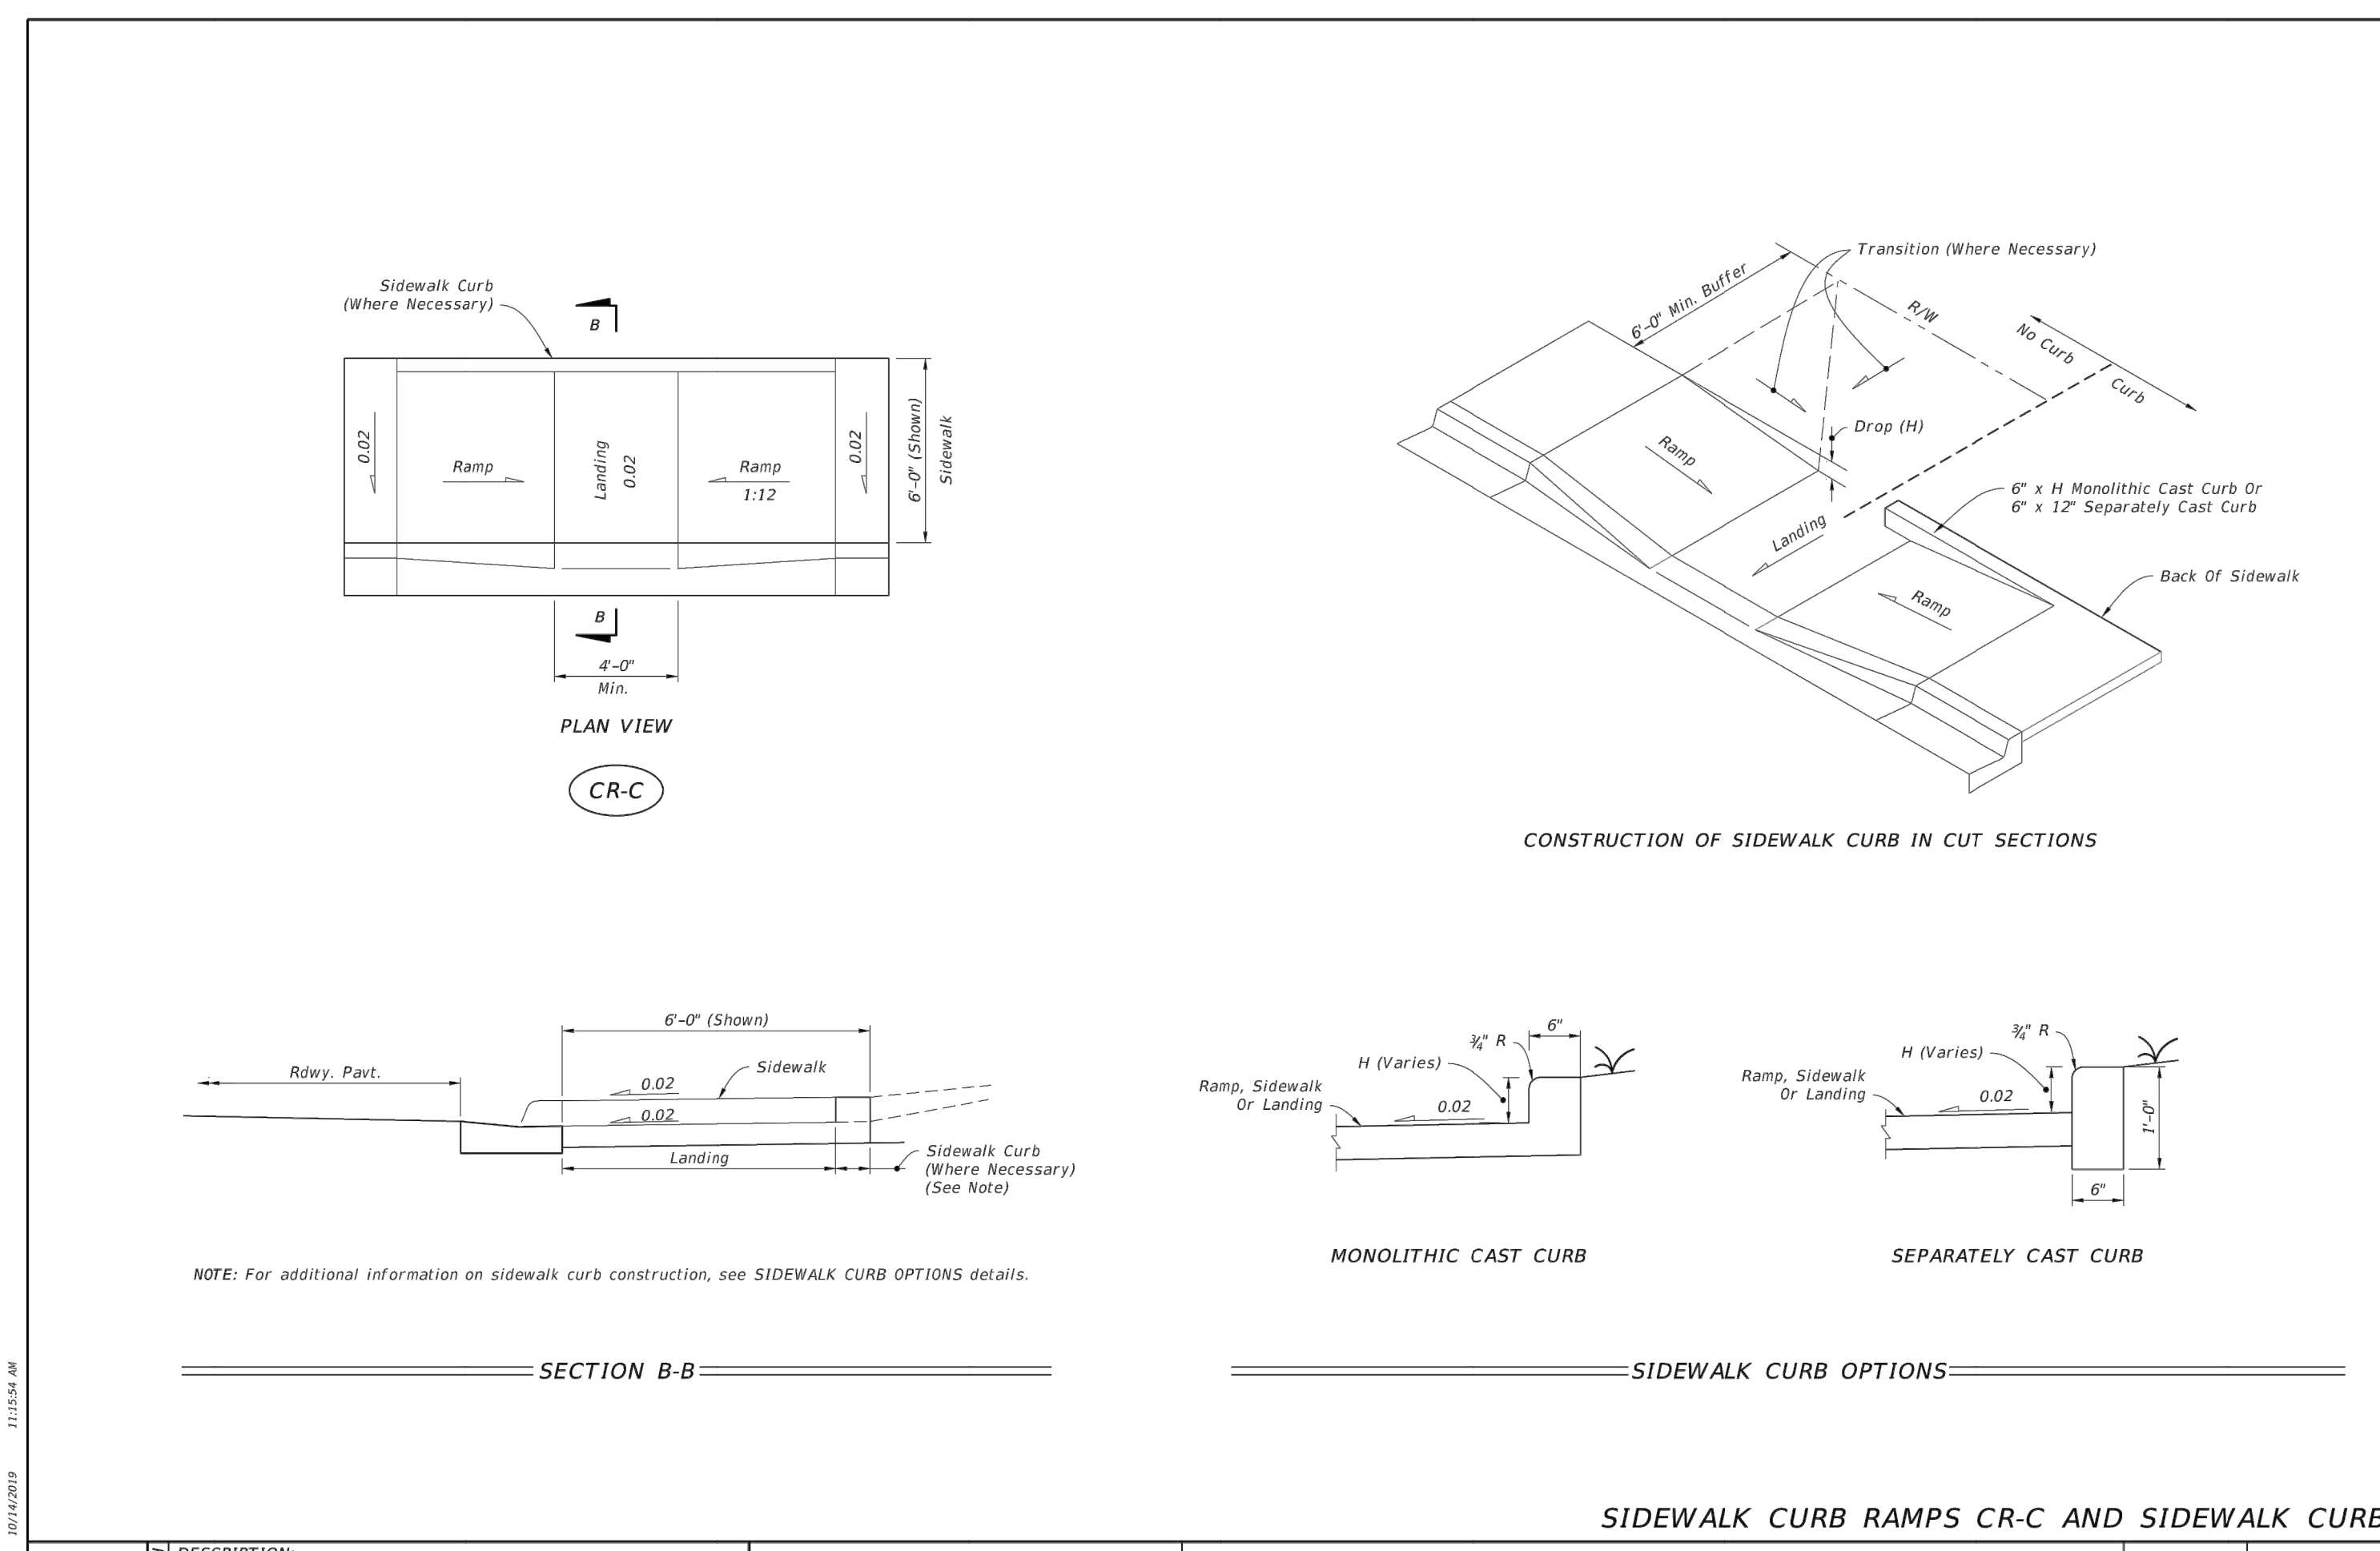 Sidewalk Curb
(Where Necessary)
B
0.02
Ramp
Landing
0.02
Ramp
1:12
0.02
6'-0" (Shown)
Sidewalk
B
4'-0"
Min.
PLAN VIEW
CR-C
Transition (Where Necessary)
6'-0" Min. Buffer
R/W
No Curb
Curb
Ramp
Drop (H)
6" x H Monolithic Cast Curb Or
6" x 12" Separately Cast Curb
Landing
Back Of Sidewalk
Ramp
CONSTRUCTION OF SIDEWALK CURB IN CUT SECTIONS
6'-0" (Shown)
Rdwy. Pavt.
Sidewalk
0.02
0.02
Landing
Sidewalk Curb
(Where Necessary)
(See Note)
NOTE: For additional information on sidewalk curb construction, see SIDEWALK CURB OPTIONS details.
SECTION B-B
6"
¾" R
H (Varies)
Ramp, Sidewalk
Or Landing
0.02
MONOLITHIC CAST CURB
¾" R
H (Varies)
Ramp, Sidewalk
Or Landing
0.02
1'-0"
6"
SEPARATELY CAST CURB
SIDEWALK CURB OPTIONS
10/14/2019 11:15:54 AM
SIDEWALK CURB RAMPS CR-C AND SIDEWALK CURB
DESCRIPTION: